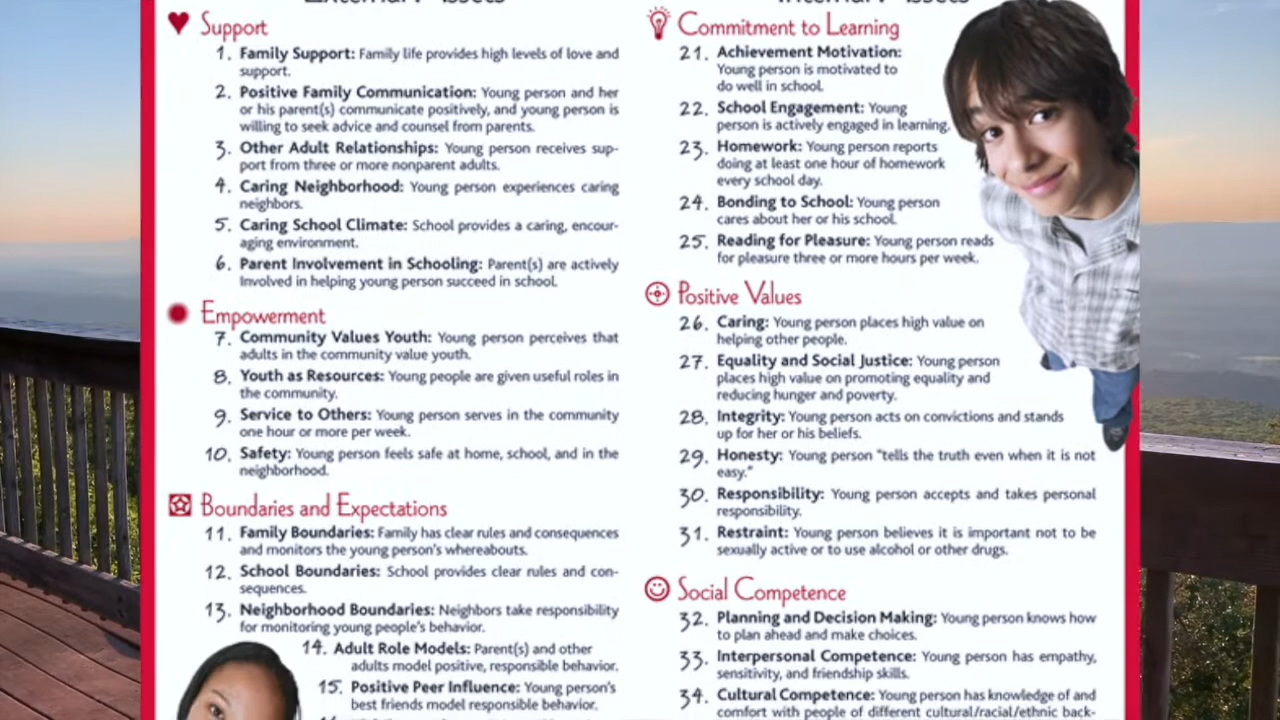 Support
1. Family Support: Family life provides high levels of love and
support.
2. Positive Family Communication: Young person and her
or his parent(s) communicate positively, and young person is
willing to seek advice and counsel from parents.
3. Other Adult Relationships: Young person receives sup-
port from three or more nonparent adults.
4. Caring Neighborhood: Young person experiences caring
neighbors.
5. Caring School Climate: School provides a caring, encour-
aging environment.
6. Parent Involvement in Schooling: Parent(s) are actively
involved in helping young person succeed in school.
Empowerment
7. Community Values Youth: Young person perceives that
adults in the community value youth.
8. Youth as Resources: Young people are given useful roles in
the community.
9. Service to Others: Young person serves in the community
one hour or more per week.
10. Safety: Young person feels safe at home, school, and in the
neighborhood.
Boundaries and Expectations
11. Family Boundaries: Family has clear rules and consequences
and monitors the young person's whereabouts.
12. School Boundaries: School provides clear rules and con-
sequences.
13. Neighborhood Boundaries: Neighbors take responsibility
for monitoring young people's behavior.
14. Adult Role Models: Parent(s) and other
adults model positive, responsible behavior.
15. Positive Peer Influence: Young person's
best friends model responsible behavior.
Commitment to Learning
21. Achievement Motivation:
Young person is motivated to
do well in school.
22. School Engagement: Young
person is actively engaged in learning.
23. Homework: Young person reports
doing at least one hour of homework
every school day.
24. Bonding to School: Young person
cares about her or his school.
25. Reading for Pleasure: Young person reads
for pleasure three or more hours per week.
Positive Values
26. Caring: Young person places high value on
helping other people.
27. Equality and Social Justice: Young person
places high value on promoting equality and
reducing hunger and poverty.
28. Integrity: Young person acts on convictions and stands
up for her or his beliefs.
29. Honesty: Young person "tells the truth even when it is not
easy."
30. Responsibility: Young person accepts and takes personal
responsibility.
31. Restraint: Young person believes it is important not to be
sexually active or to use alcohol or other drugs.
Social Competence
32. Planning and Decision Making: Young person knows how
to plan ahead and make choices.
33. Interpersonal Competence: Young person has empathy,
sensitivity, and friendship skills.
34. Cultural Competence: Young person has knowledge of and
comfort with people of different cultural/racial/ethnic back-